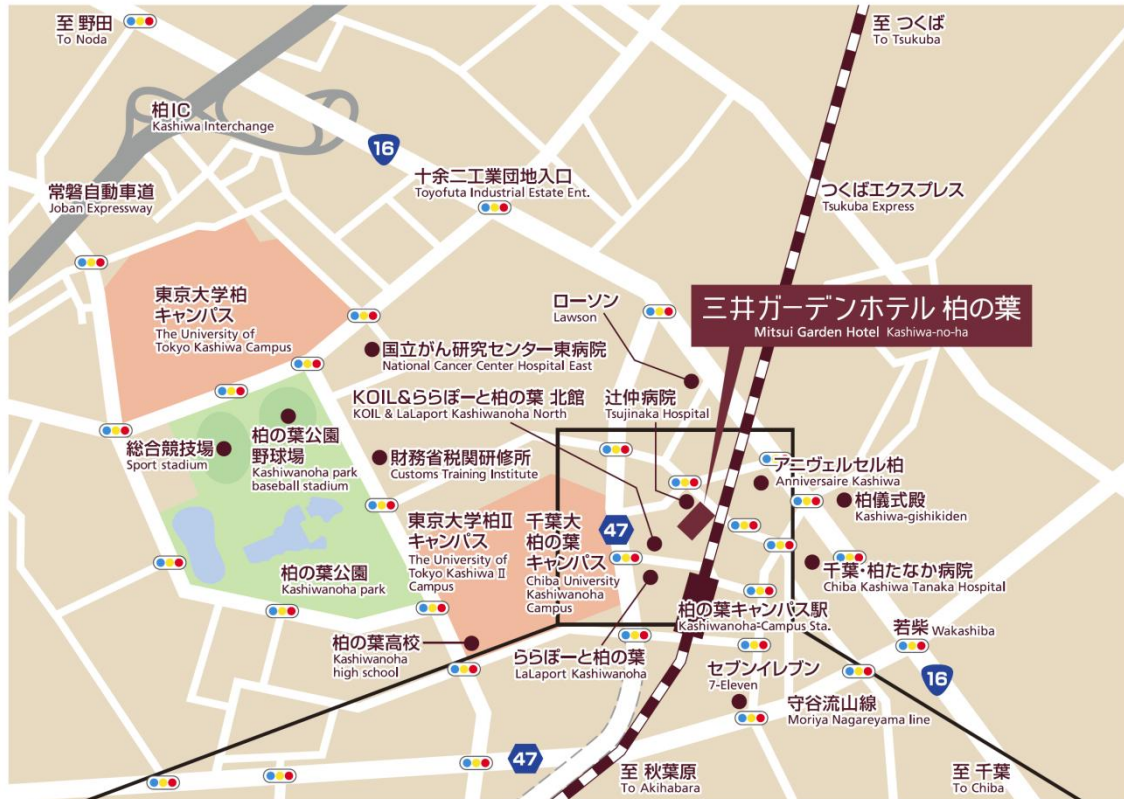 至 野田
To Noda
至 つくば
To Tsukuba
柏IC
Kashiwa Interchange
16
十余二工業団地入口
Toyofuta Industrial Estate Ent.
常磐自動車道
Joban Expressway
つくばエクスプレス
Tsukuba Express
東京大学柏
キャンパス
The University of
Tokyo Kashiwa Campus
ローソン
Lawson
三井ガーデンホテル 柏の葉
Mitsui Garden Hotel Kashiwa-no-ha
国立がん研究センター東病院
National Cancer Center Hospital East
KOIL&ららぽーと柏の葉 北館
KOIL & LaLaport Kashiwanoha North
辻仲病院
Tsujinaka Hospital
総合競技場
Sport stadium
柏の葉公園
野球場
Kashiwanoha park
baseball stadium
財務省税関研修所
Customs Training Institute
アニヴェルセル柏
Anniversaire Kashiwa
柏儀式殿
Kashiwa-gishikiden
東京大学柏Ⅱ
キャンパス
The University of
Tokyo Kashiwa Ⅱ
Campus
千葉大
柏の葉
キャンパス
Chiba University
Kashiwanoha
Campus
47
千葉・柏たなか病院
Chiba Kashiwa Tanaka Hospital
柏の葉公園
Kashiwanoha park
柏の葉キャンパス駅
Kashiwanoha-Campus Sta.
柏の葉高校
Kashiwanoha
high school
ららぽーと柏の葉
LaLaport Kashiwanoha
若柴 Wakashiba
セブンイレブン
7-Eleven
16
守谷流山線
Moriya Nagareyama line
47
至 秋葉原
To Akihabara
至 千葉
To Chiba